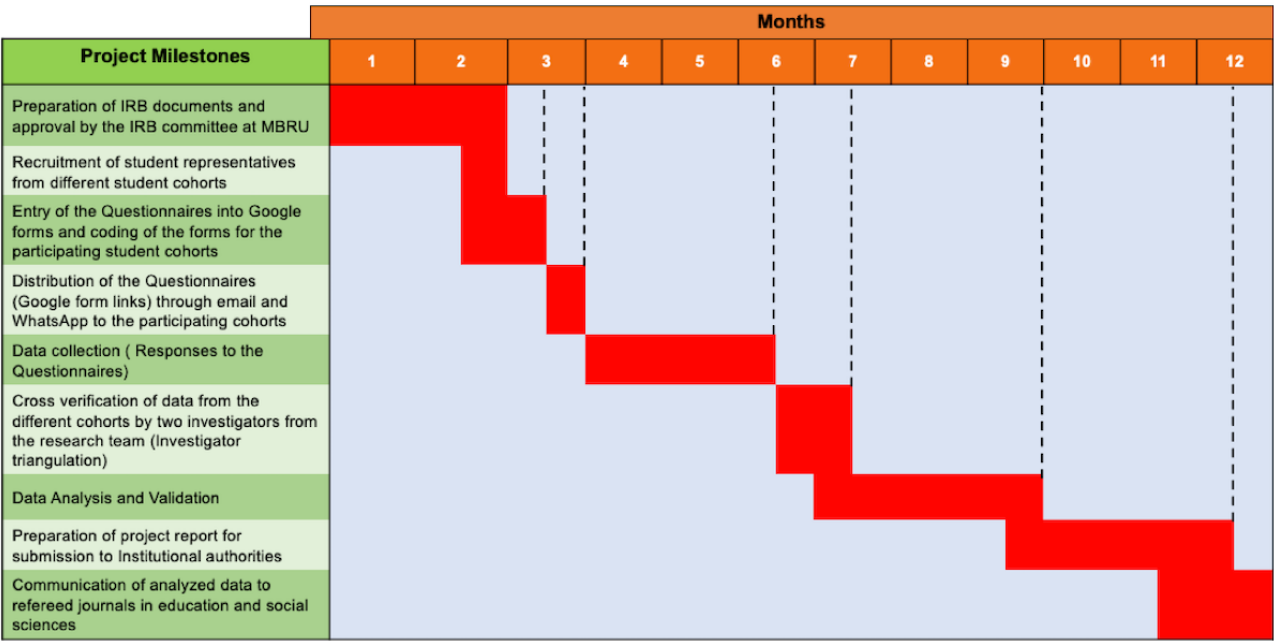 Months
Project Milestones
1 2 3 4 5 6 7 8 9 10 11 12
Preparation of IRB documents and
approval by the IRB committee at MBRU
Recruitment of student representatives
from different student cohorts
Entry of the Questionnaires into Google
forms and coding of the forms for the
participating student cohorts
Distribution of the Questionnaires
(Google form links) through email and
WhatsApp to the participating cohorts
Data collection ( Responses to the
Questionnaires)
Cross verification of data from the
different cohorts by two investigators from
the research team (Investigator
triangulation)
Data Analysis and Validation
Preparation of project report for
submission to Institutional authorities
Communication of analyzed data to
refereed journals in education and social
sciences